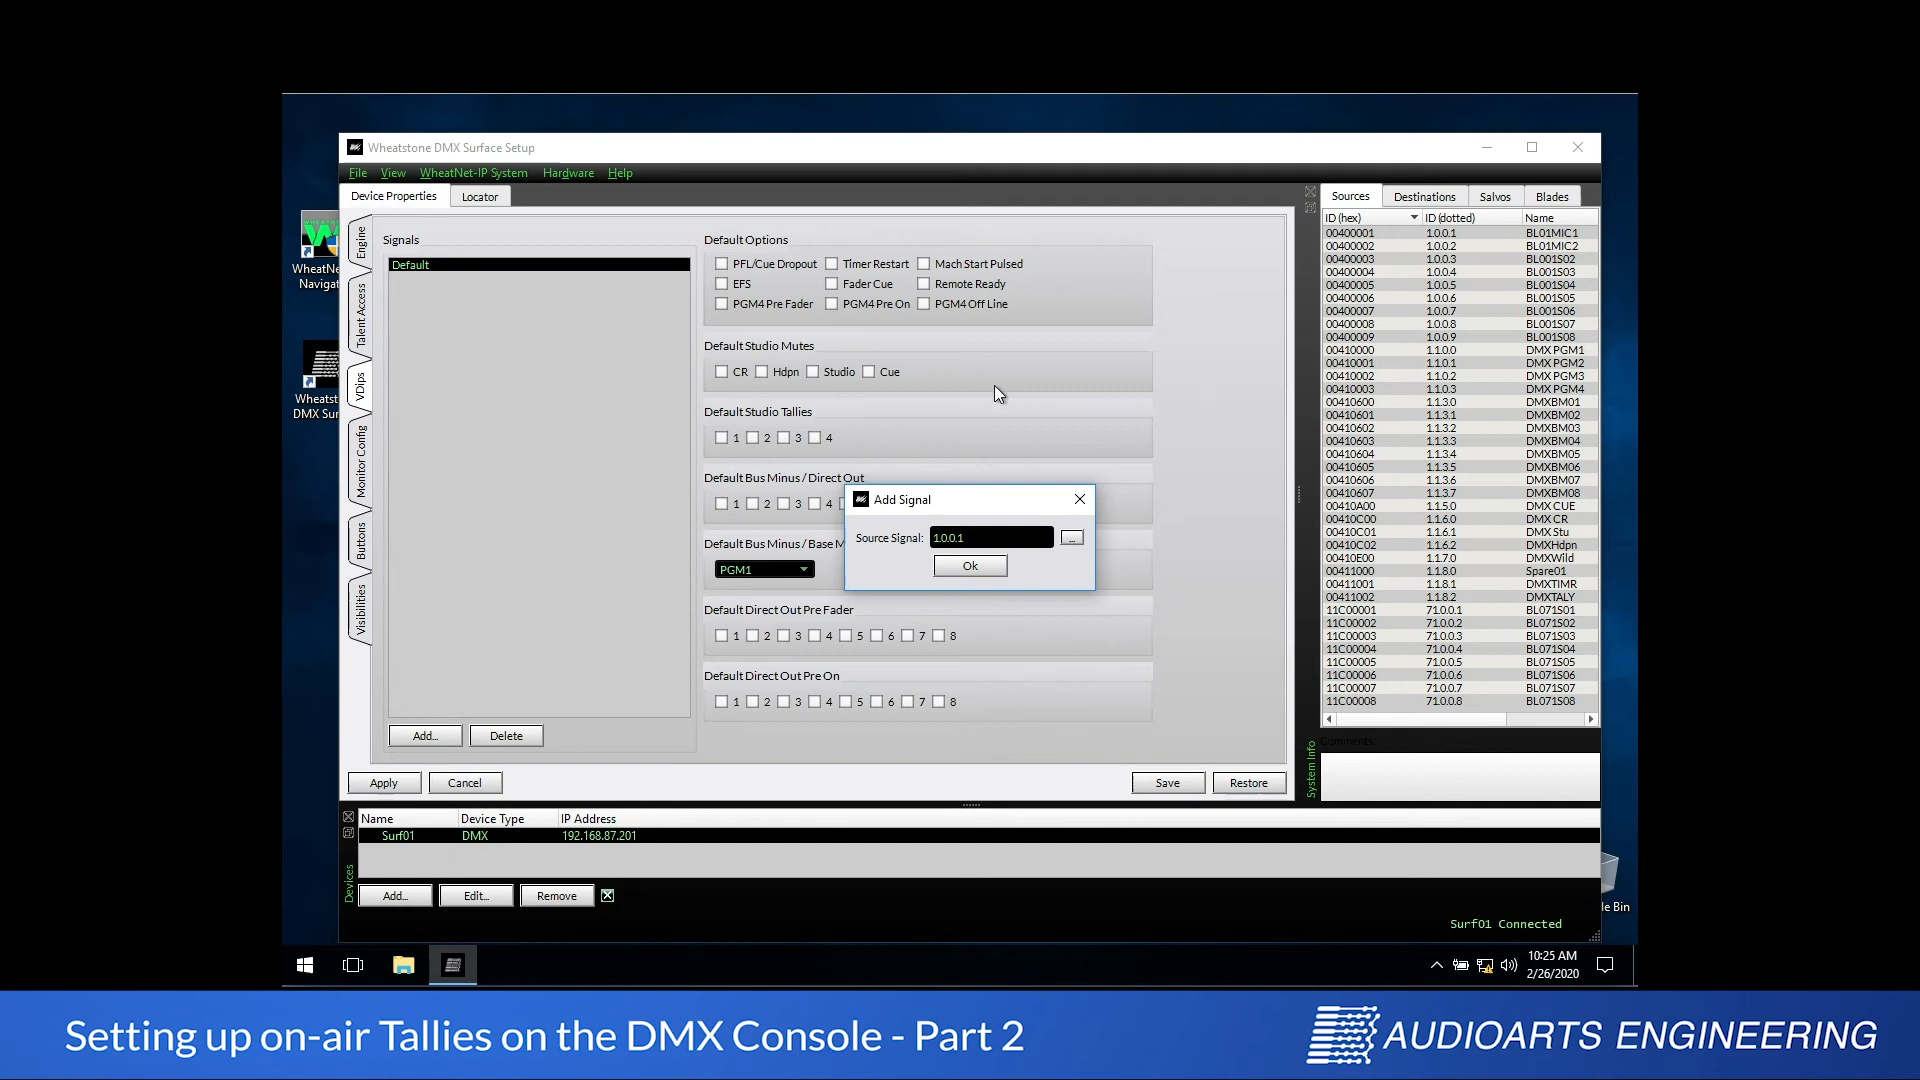 Wheatstone DMX Surface Setup
File View WheatNet-IP System Hardware Help
Device Properties Locator
Sources Destinations Salvos Blades
Engine
Talent Access
VDips
Monitor Config
Buttons
Visibilities
Signals
Default
Add... Delete
Default Options
PFL/Cue Dropout Timer Restart Mach Start Pulsed
EFS Fader Cue Remote Ready
PGM4 Pre Fader PGM4 Pre On PGM4 Off Line
Default Studio Mutes
CR Hdpn Studio Cue
Default Studio Tallies
1 2 3 4
Default Bus Minus / Direct Out
1 2 3 4
Default Bus Minus / Base M
PGM1
Default Direct Out Pre Fader
1 2 3 4 5 6 7 8
Default Direct Out Pre On
1 2 3 4 5 6 7 8
Add Signal
Source Signal: 1.0.0.1 ...
Ok
Apply Cancel Save Restore
ID (hex) ID (dotted) Name
00400001 1.0.0.1 BL01MIC1
00400002 1.0.0.2 BL01MIC2
00400003 1.0.0.3 BL001S02
00400004 1.0.0.4 BL001S03
00400005 1.0.0.5 BL001S04
00400006 1.0.0.6 BL001S05
00400007 1.0.0.7 BL001S06
00400008 1.0.0.8 BL001S07
00400009 1.0.0.9 BL001S08
00410000 1.1.0.0 DMX PGM1
00410001 1.1.0.1 DMX PGM2
00410002 1.1.0.2 DMX PGM3
00410003 1.1.0.3 DMX PGM4
00410600 1.1.3.0 DMXBM01
00410601 1.1.3.1 DMXBM02
00410602 1.1.3.2 DMXBM03
00410603 1.1.3.3 DMXBM04
00410604 1.1.3.4 DMXBM05
00410605 1.1.3.5 DMXBM06
00410606 1.1.3.6 DMXBM07
00410607 1.1.3.7 DMXBM08
00410A00 1.1.5.0 DMX CUE
00410C00 1.1.6.0 DMX CR
00410C01 1.1.6.1 DMX Stu
00410C02 1.1.6.2 DMXHdpn
00410E00 1.1.7.0 DMXWild
00411000 1.1.8.0 Spare01
00411001 1.1.8.1 DMXTIMR
00411002 1.1.8.2 DMXTALY
11C00001 71.0.0.1 BL071S01
11C00002 71.0.0.2 BL071S02
11C00003 71.0.0.3 BL071S03
11C00004 71.0.0.4 BL071S04
11C00005 71.0.0.5 BL071S05
11C00006 71.0.0.6 BL071S06
11C00007 71.0.0.7 BL071S07
11C00008 71.0.0.8 BL071S08
Comments:
System Info
Name Device Type IP Address
Surf01 DMX 192.168.87.201
Devices
Add... Edit... Remove
Surf01 Connected
WheatNe
Navigat
Wheatst
DMX Sur
le Bin
10:25 AM
2/26/2020
Setting up on-air Tallies on the DMX Console - Part 2
AUDIOARTS ENGINEERING